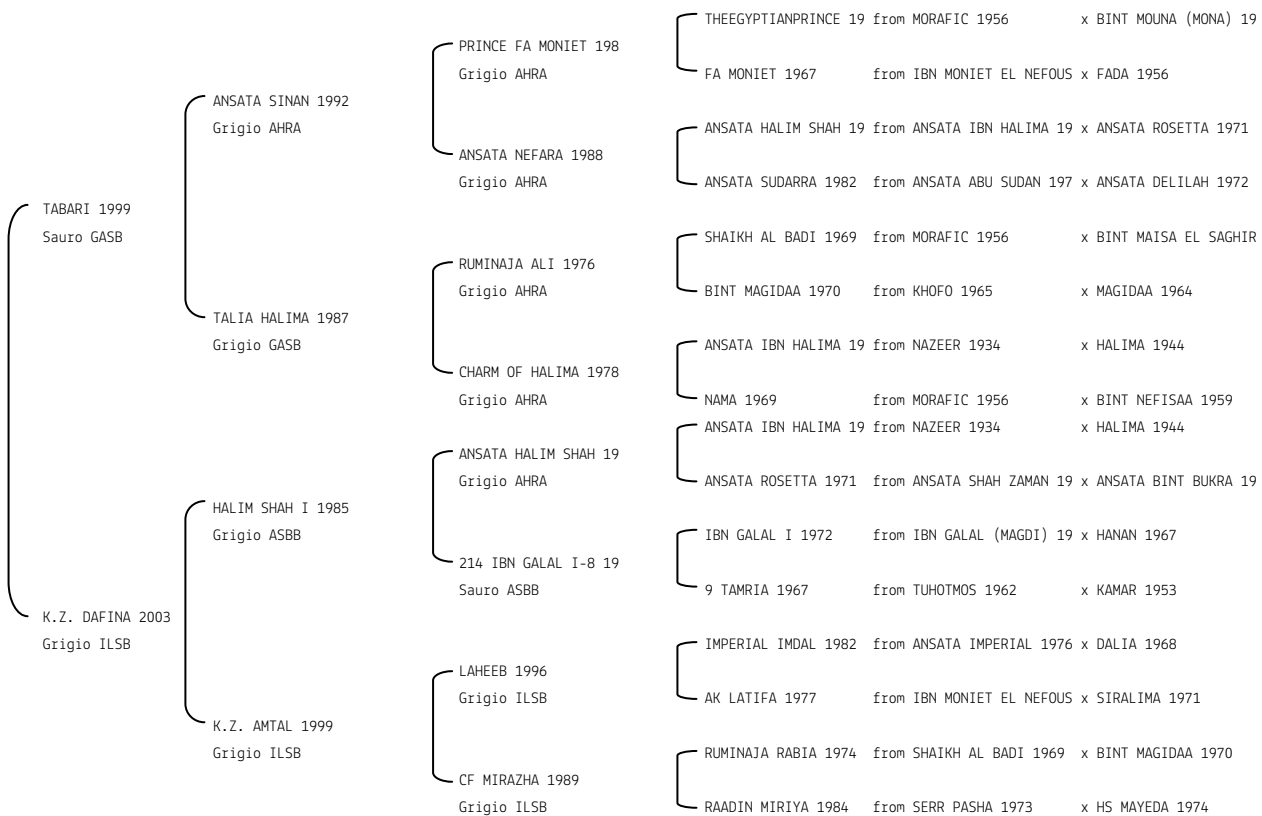 THEEGYPTIANPRINCE 19 from MORAFIC 1956 x BINT MOUNA (MONA) 19
PRINCE FA MONIET 198
Grigio AHRA
FA MONIET 1967 from IBN MONIET EL NEFOUS x FADA 1956
ANSATA SINAN 1992
Grigio AHRA
ANSATA HALIM SHAH 19 from ANSATA IBN HALIMA 19 x ANSATA ROSETTA 1971
ANSATA NEFARA 1988
Grigio AHRA
ANSATA SUDARRA 1982 from ANSATA ABU SUDAN 197 x ANSATA DELILAH 1972
TABARI 1999
Sauro GASB
SHAIKH AL BADI 1969 from MORAFIC 1956 x BINT MAISA EL SAGHIR
RUMINAJA ALI 1976
Grigio AHRA
BINT MAGIDAA 1970 from KHOFO 1965 x MAGIDAA 1964
TALIA HALIMA 1987
Grigio GASB
ANSATA IBN HALIMA 19 from NAZEER 1934 x HALIMA 1944
CHARM OF HALIMA 1978
Grigio AHRA
NAMA 1969 from MORAFIC 1956 x BINT NEFISAA 1959
ANSATA IBN HALIMA 19 from NAZEER 1934 x HALIMA 1944
ANSATA HALIM SHAH 19
Grigio AHRA
ANSATA ROSETTA 1971 from ANSATA SHAH ZAMAN 19 x ANSATA BINT BUKRA 19
HALIM SHAH I 1985
Grigio ASBB
IBN GALAL I 1972 from IBN GALAL (MAGDI) 19 x HANAN 1967
214 IBN GALAL I-8 19
Sauro ASBB
9 TAMRIA 1967 from TUHOTMOS 1962 x KAMAR 1953
K.Z. DAFINA 2003
Grigio ILSB
IMPERIAL IMDAL 1982 from ANSATA IMPERIAL 1976 x DALIA 1968
LAHEEB 1996
Grigio ILSB
AK LATIFA 1977 from IBN MONIET EL NEFOUS x SIRALIMA 1971
K.Z. AMTAL 1999
Grigio ILSB
RUMINAJA RABIA 1974 from SHAIKH AL BADI 1969 x BINT MAGIDAA 1970
CF MIRAZHA 1989
Grigio ILSB
RAADIN MIRIYA 1984 from SERR PASHA 1973 x HS MAYEDA 1974